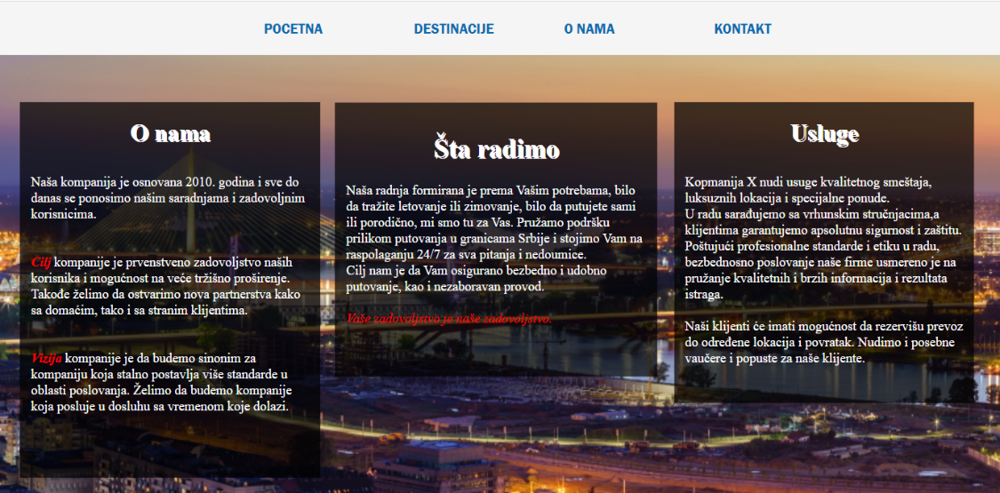 POCETNA DESTINACIJE O NAMA KONTAKT
O nama
Naša kompanija je osnovana 2010. godina i sve do
danas se ponosimo našim saradnjama i zadovoljnim
korisnicima.
Cilj kompanije je prvenstveno zadovoljstvo naših
korisnika i mogućnost na veće tržišno proširenje.
Takođe želimo da ostvarimo nova partnerstva kako
sa domaćim, tako i sa stranim klijentima.
Vizija kompanije je da budemo sinonim za
kompaniju koja stalno postavlja više standarde u
oblasti poslovanja. Želimo da budemo kompanije
koja posluje u dosluhu sa vremenom koje dolazi.
Šta radimo
Naša radnja formirana je prema Vašim potrebama, bilo
da tražite letovanje ili zimovanje, bilo da putujete sami
ili porodično, mi smo tu za Vas. Pružamo podršku
prilikom putovanja u granicama Srbije i stojimo Vam na
raspolaganju 24/7 za sva pitanja i nedoumice.
Cilj nam je da Vam osigurano bezbedno i udobno
putovanje, kao i nezaboravan provod.
Vaše zadovoljstvo je naše zadovoljstvo.
Usluge
Kopmanija X nudi usuge kvalitetnog smeštaja,
luksuznih lokacija i specijalne ponude.
U radu sarađujemo sa vrhunskim stručnjacima,a
klijentima garantujemo apsolutnu sigurnost i zaštitu.
Poštujući profesionalne standarde i etiku u radu,
bezbednosno poslovanje naše firme usmereno je na
pružanje kvalitetnih i brzih informacija i rezultata
istraga.
Naši klijenti će imati mogućnost da rezervišu prevoz
do određene lokacija i povratak. Nudimo i posebne
vaučere i popuste za naše klijente.